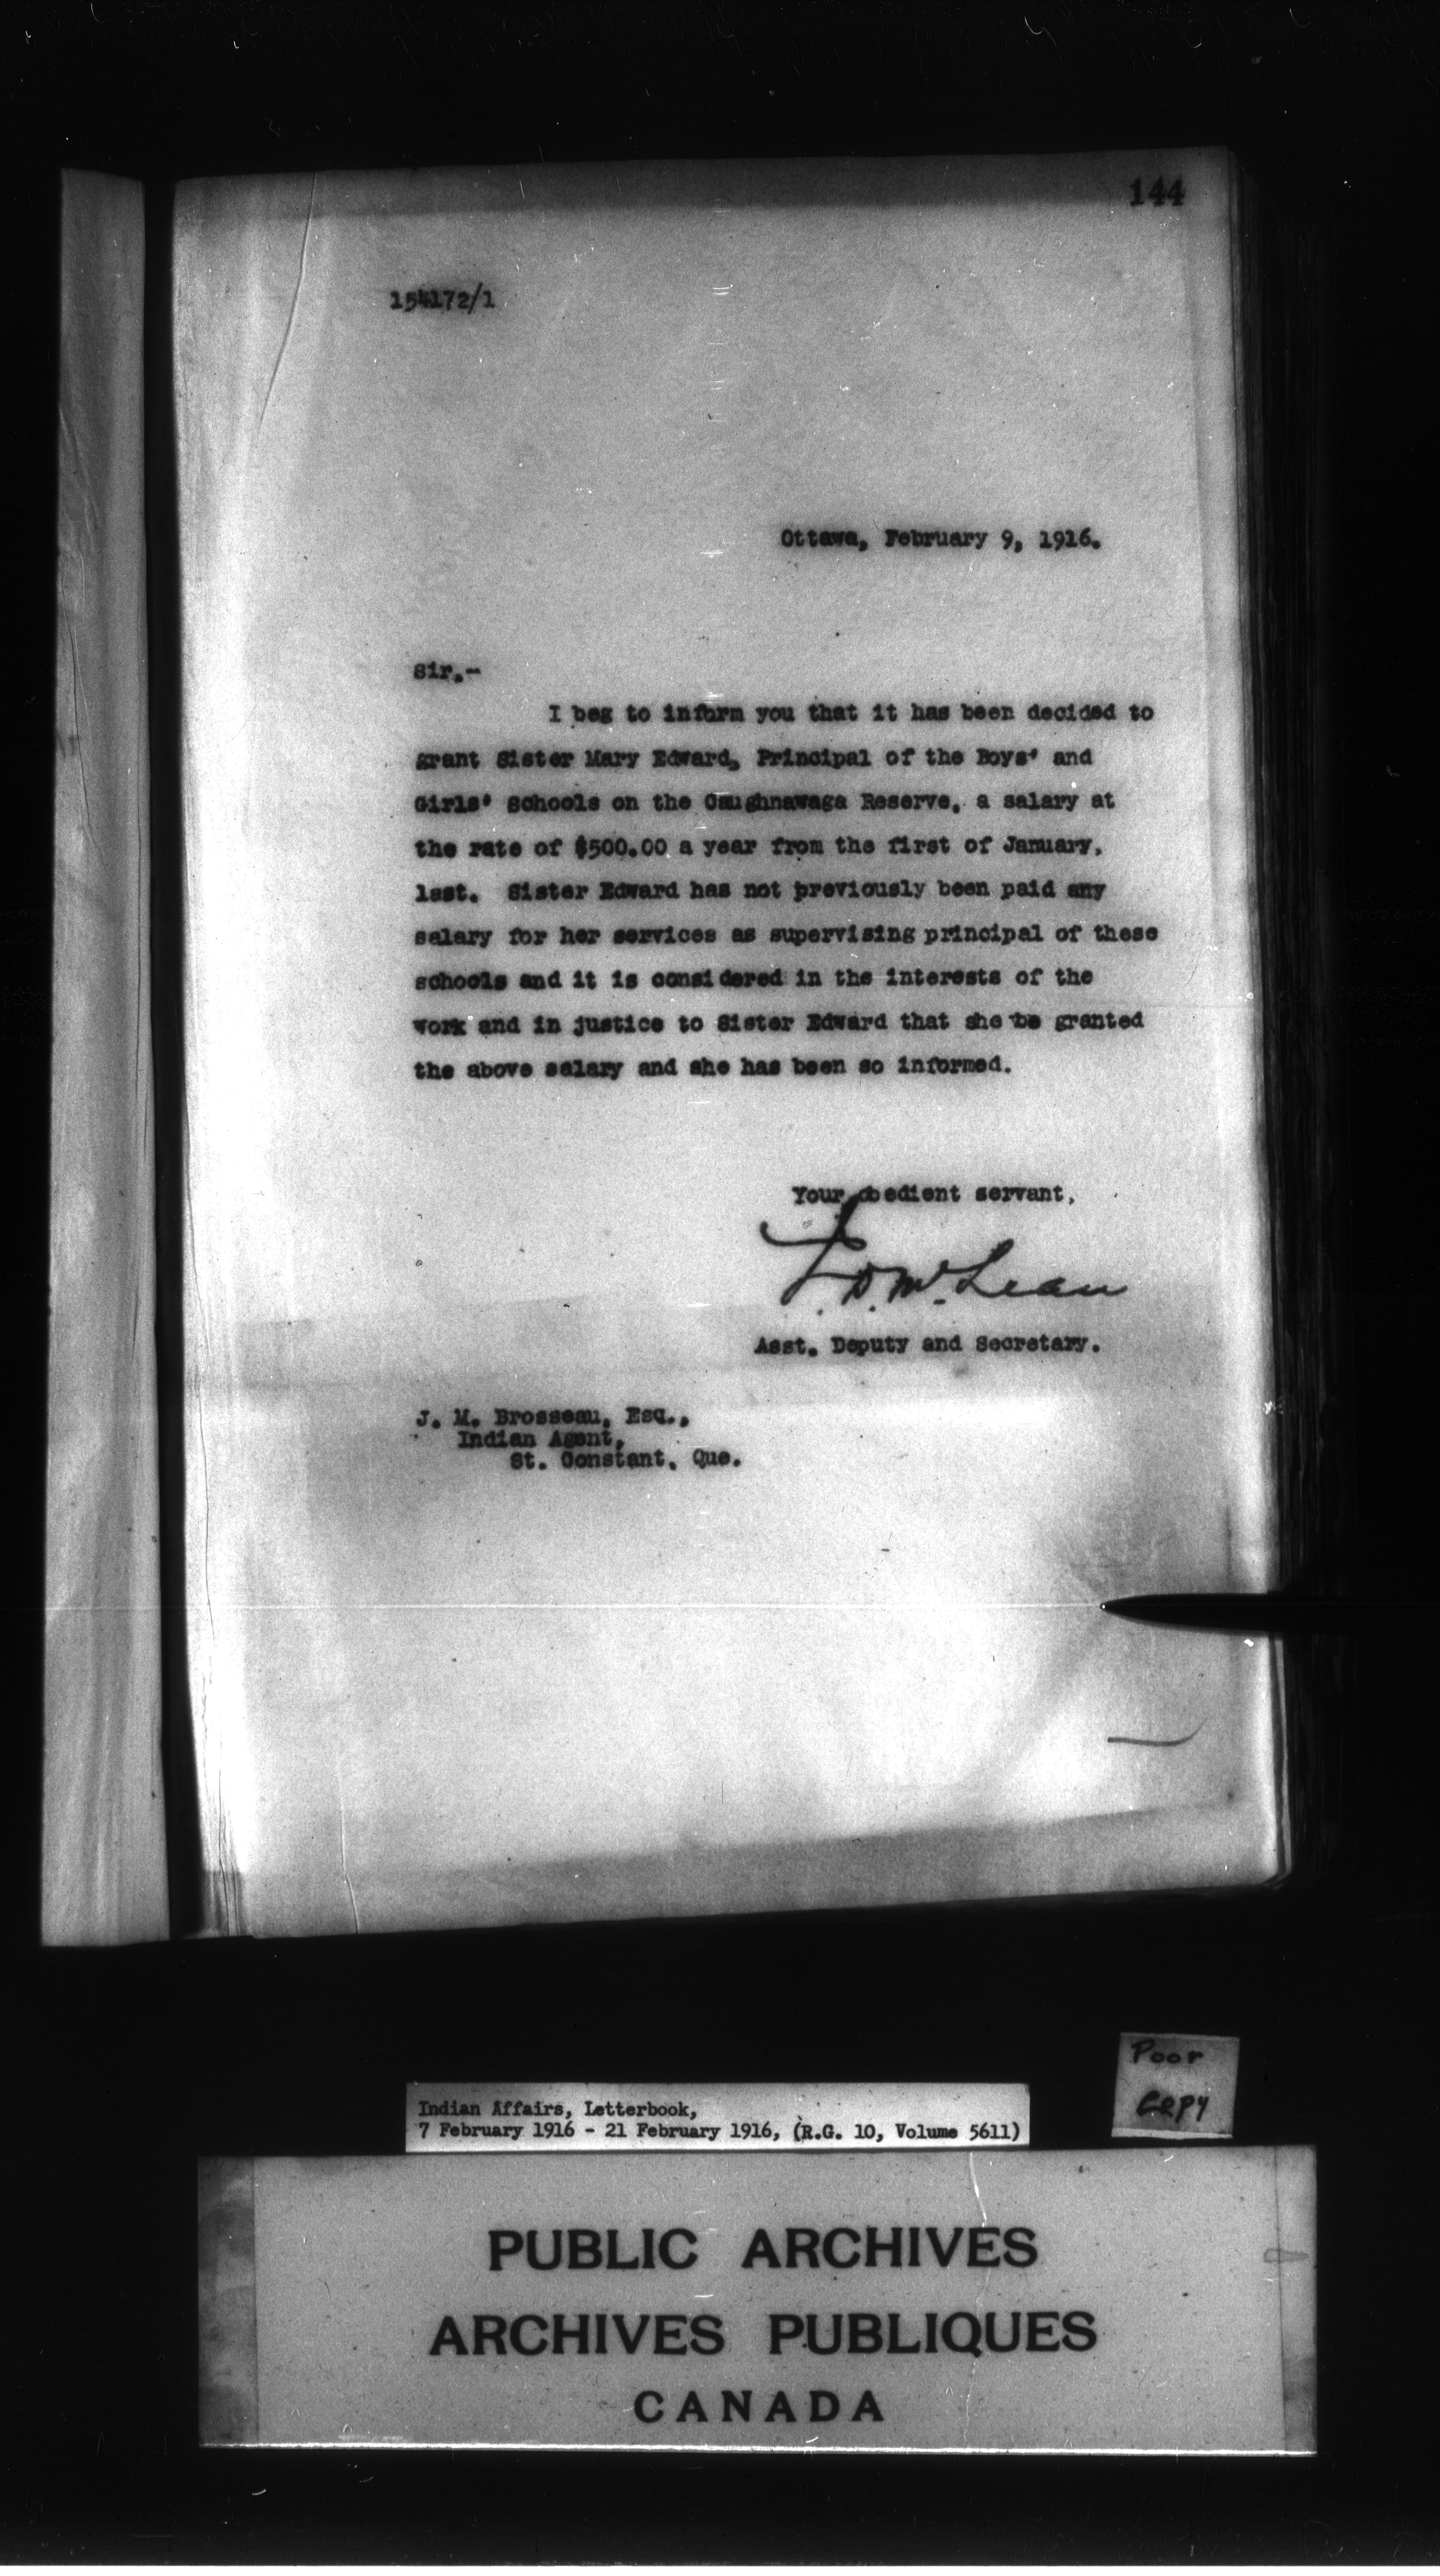 144
154172/1
Ottawa, February 9, 1916.
Sir.-
I beg to inform you that it has been decided to
grant Sister Mary Edward, Principal of the Boys' and
Girls' Schools on the Caughnawaga Reserve, a salary at
the rate of $500.00 a year from the first of January,
last. Sister Edward has not previously been paid any
salary for her services as supervising principal of these
schools and it is considered in the interests of the
work and in justice to Sister Edward that she be granted
the above salary and she has been so informed.
Your obedient servant,
J. D. McLean
Asst. Deputy and Secretary.
J. M. Brosseau, Esq.,
Indian Agent,
St. Constant, Que.
Poor
Copy
Indian Affairs, Letterbook,
7 February 1916 - 21 February 1916, (R.G. 10, Volume 5611)
PUBLIC ARCHIVES
ARCHIVES PUBLIQUES
CANADA